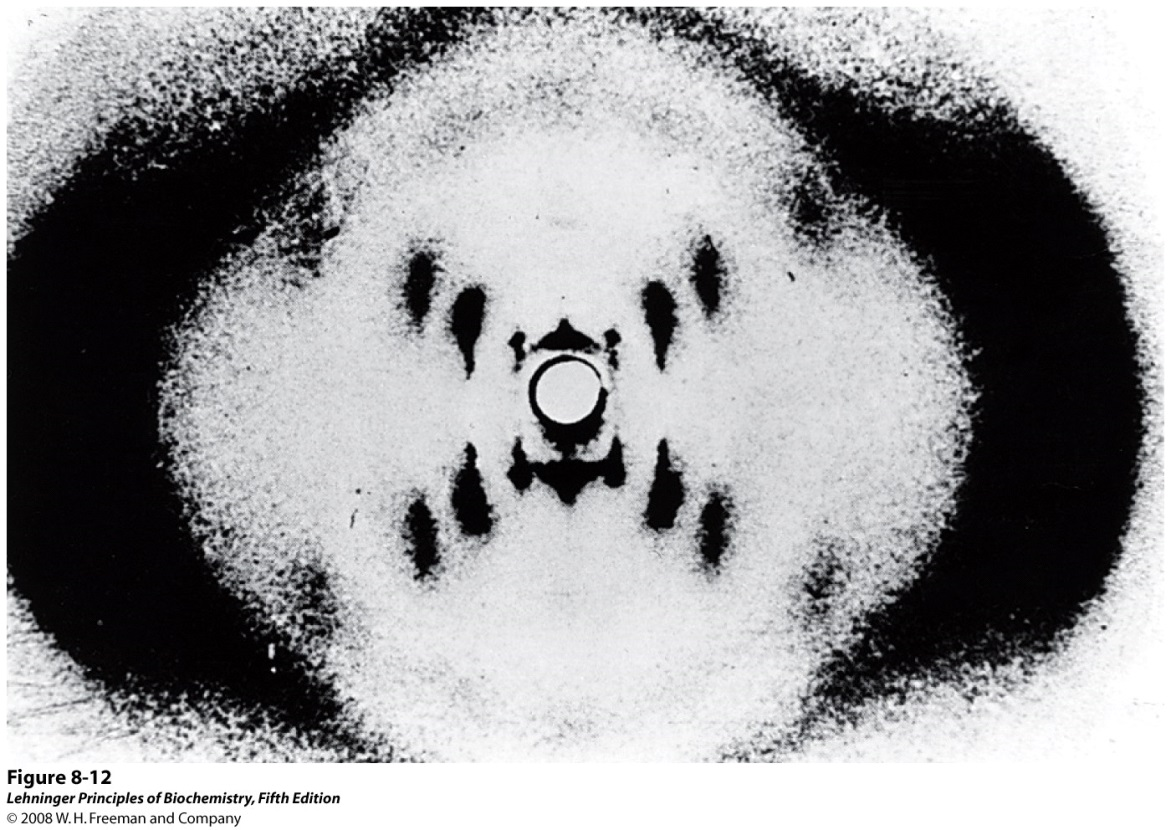 Figure 8-12
Lehninger Principles of Biochemistry, Fifth Edition
© 2008 W. H. Freeman and Company